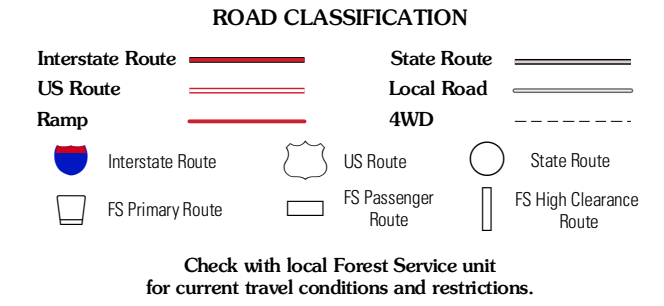 ROAD CLASSIFICATION
Interstate Route
State Route
US Route
Local Road
Ramp
4WD
Interstate Route
US Route
State Route
FS Primary Route
FS Passenger
Route
FS High Clearance
Route
Check with local Forest Service unit
for current travel conditions and restrictions.